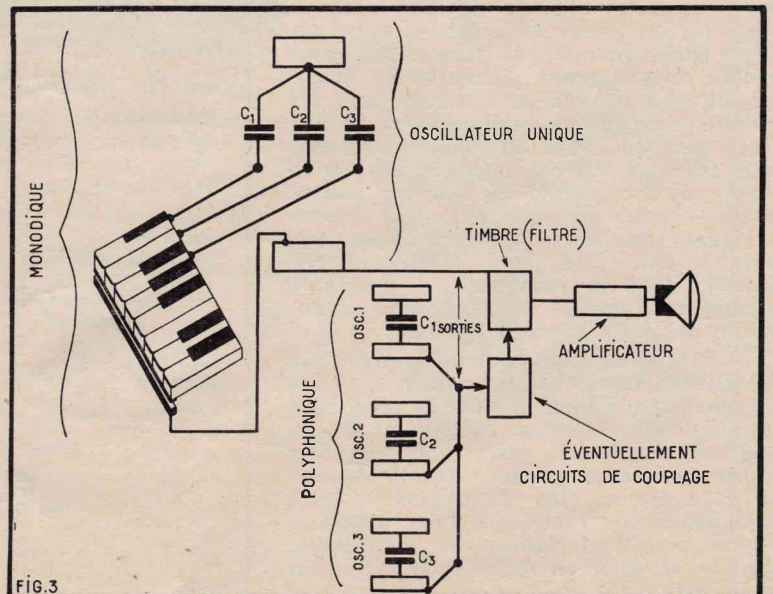 C1 C2 C3
OSCILLATEUR UNIQUE
MONODIQUE
TIMBRE (FILTRE)
AMPLIFICATEUR
OSC.1
C1 SORTIES
POLYPHONIQUE
OSC.2
C2
ÉVENTUELLEMENT
CIRCUITS DE COUPLAGE
OSC.3
C3
FIG.3